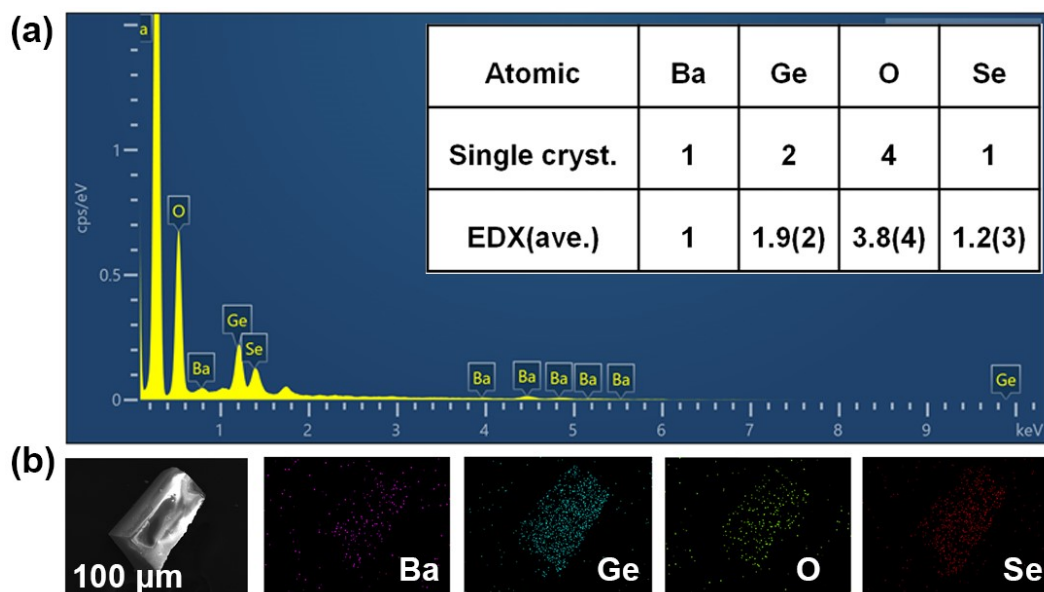 (a)
a
Atomic Ba Ge O Se
Single cryst. 1 2 4 1
EDX(ave.) 1 1.9(2) 3.8(4) 1.2(3)
cps/eV
1
0.5
0
O
Ba
Ge
Se
Ba
Ba
Ba
Ba
Ba
Ge
1 2 3 4 5 6 7 8 9 keV
(b)
100 μm
Ba
Ge
O
Se